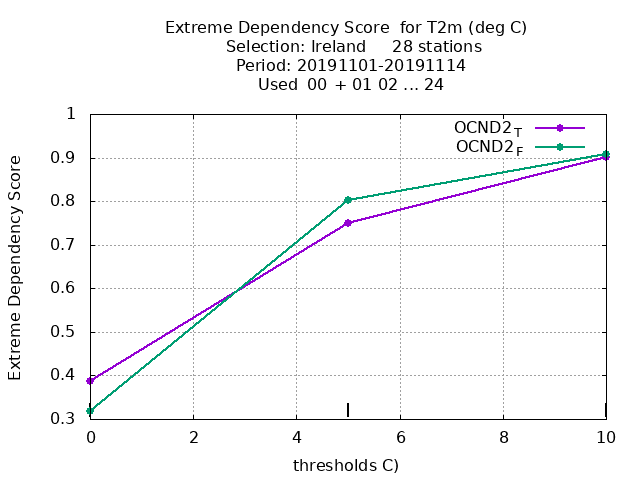 Extreme Dependency Score  for T2m (deg C)
Selection: Ireland     28 stations
Period: 20191101-20191114
Used  00 + 01 02 ... 24
OCND2T
OCND2F
Extreme Dependency Score
1
0.9
0.8
0.7
0.6
0.5
0.4
0.3
0 2 4 6 8 10
thresholds C)